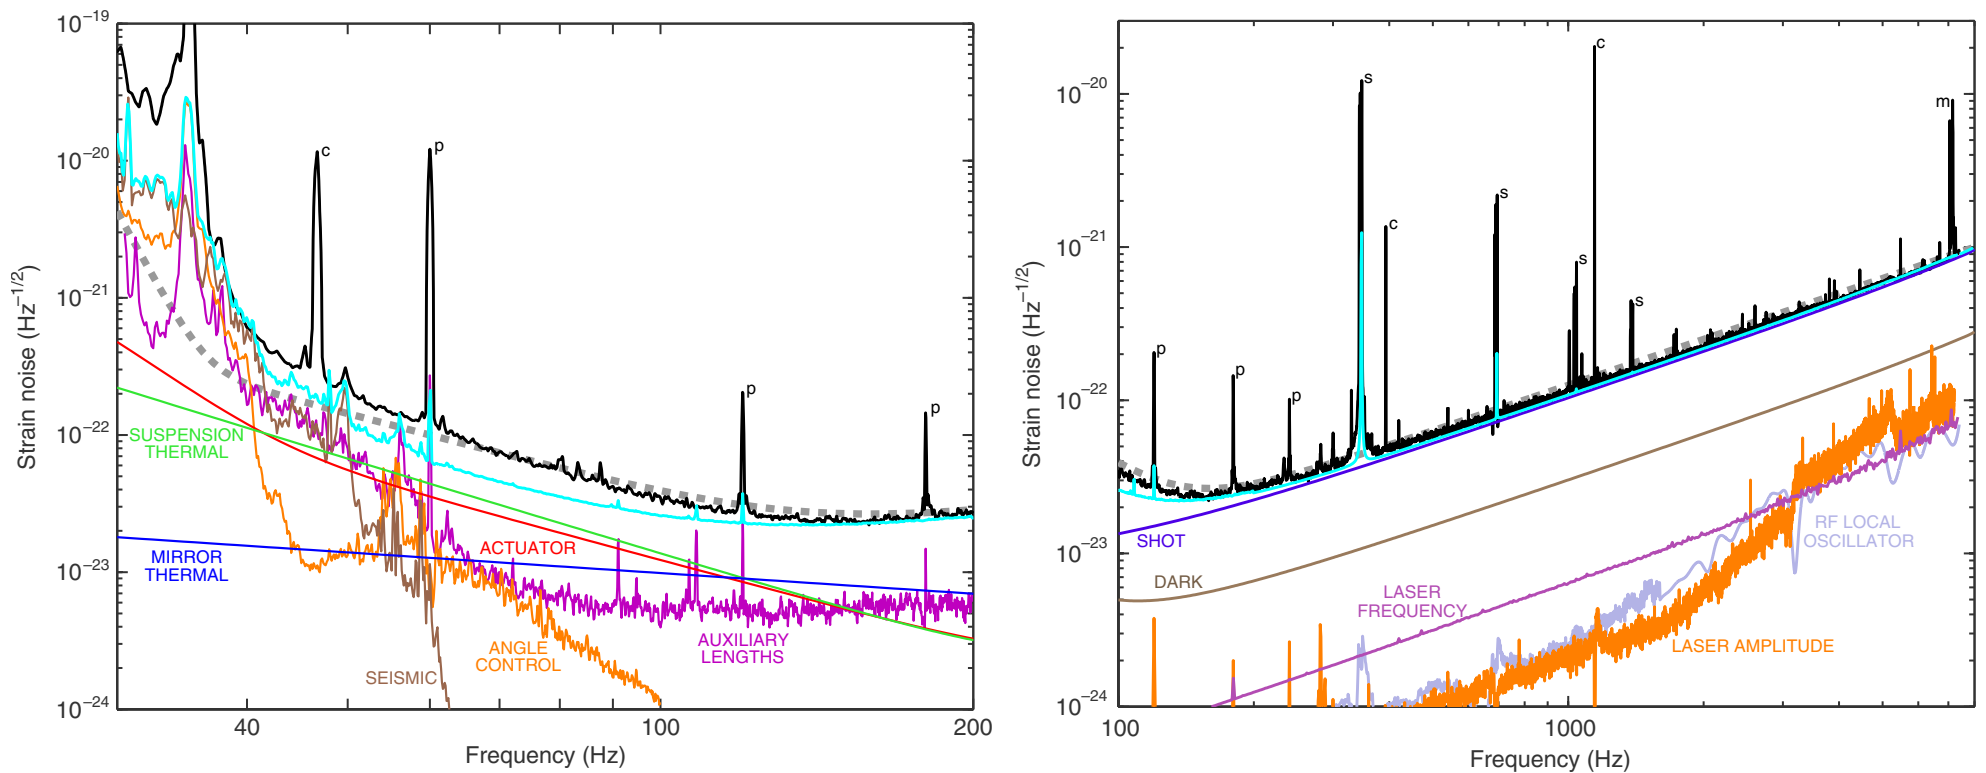 10−19
10−20
10−21
10−22
10−23
10−24
Strain noise (Hz−1/2)
c
p
p
p
SUSPENSION
THERMAL
MIRROR
THERMAL
ACTUATOR
SEISMIC
ANGLE
CONTROL
AUXILIARY
LENGTHS
40
100
200
Frequency (Hz)
10−20
10−21
10−22
10−23
10−24
Strain noise (Hz−1/2)
p
p
p
s
c
s
s
c
s
m
SHOT
DARK
LASER
FREQUENCY
RF LOCAL
OSCILLATOR
LASER AMPLITUDE
100
1000
Frequency (Hz)